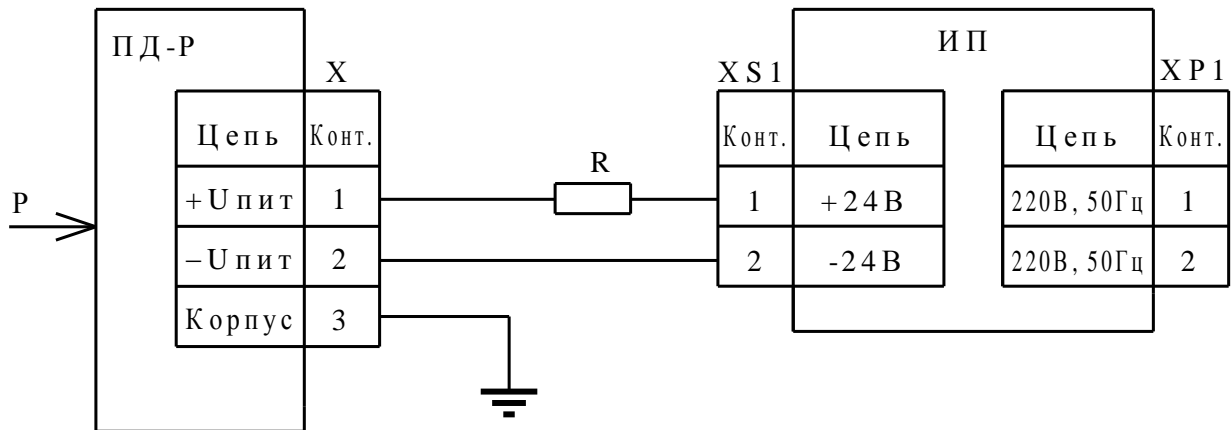 ПД-Р
ИП
X
XS1
XP1
Цепь Конт.
Конт. Цепь
Цепь
R
P
+Uпит 1
1 +24В
220В, 50Гц 1
–Uпит 2
2 -24В
220В, 50Гц 2
Корпус 3